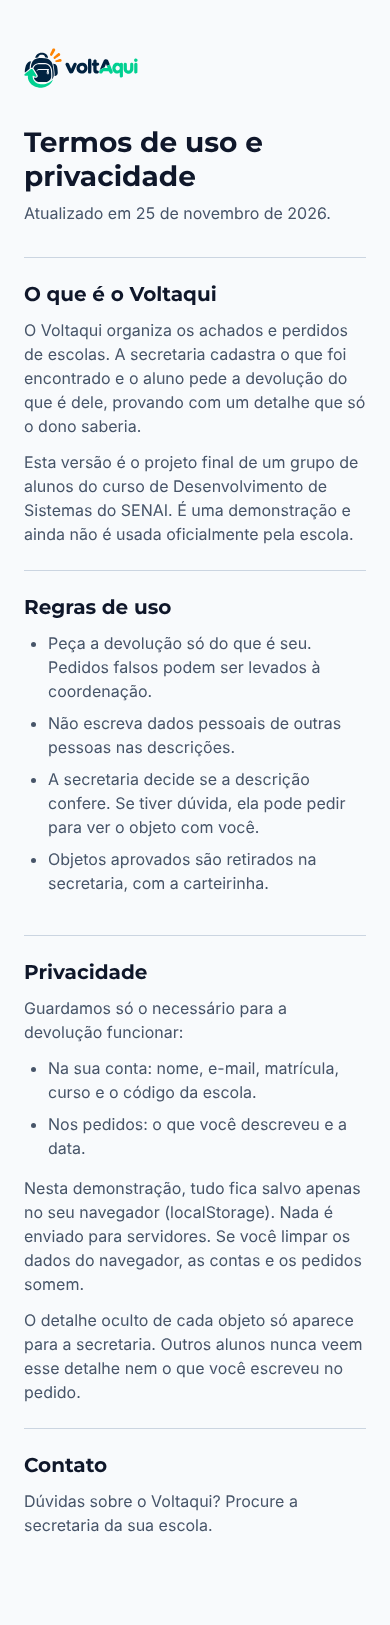 voltAqui
Termos de uso e
privacidade
Atualizado em 25 de novembro de 2026.
O que é o Voltaqui
O Voltaqui organiza os achados e perdidos
de escolas. A secretaria cadastra o que foi
encontrado e o aluno pede a devolução do
que é dele, provando com um detalhe que só
o dono saberia.
Esta versão é o projeto final de um grupo de
alunos do curso de Desenvolvimento de
Sistemas do SENAI. É uma demonstração e
ainda não é usada oficialmente pela escola.
Regras de uso
• Peça a devolução só do que é seu.
Pedidos falsos podem ser levados à
coordenação.
• Não escreva dados pessoais de outras
pessoas nas descrições.
• A secretaria decide se a descrição
confere. Se tiver dúvida, ela pode pedir
para ver o objeto com você.
• Objetos aprovados são retirados na
secretaria, com a carteirinha.
Privacidade
Guardamos só o necessário para a
devolução funcionar:
• Na sua conta: nome, e-mail, matrícula,
curso e o código da escola.
• Nos pedidos: o que você descreveu e a
data.
Nesta demonstração, tudo fica salvo apenas
no seu navegador (localStorage). Nada é
enviado para servidores. Se você limpar os
dados do navegador, as contas e os pedidos
somem.
O detalhe oculto de cada objeto só aparece
para a secretaria. Outros alunos nunca veem
esse detalhe nem o que você escreveu no
pedido.
Contato
Dúvidas sobre o Voltaqui? Procure a
secretaria da sua escola.